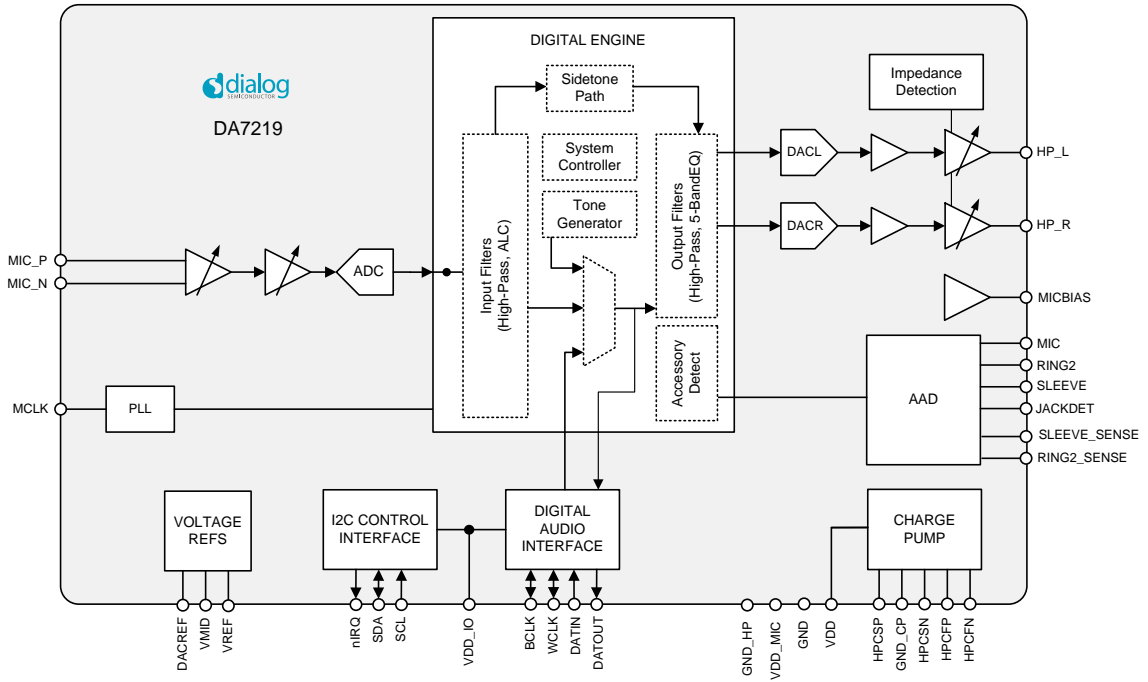 DIGITAL ENGINE
dialog
SEMICONDUCTOR
DA7219
Sidetone
Path
Impedance
Detection
System
Controller
Tone
Generator
DACL
DACR
HP_L
HP_R
MIC_P
MIC_N
ADC
Input Filters
(High-Pass, ALC)
Output Filters
(High-Pass, 5-BandEQ)
MICBIAS
Accessory
Detect
AAD
MIC
RING2
SLEEVE
JACKDET
SLEEVE_SENSE
RING2_SENSE
MCLK
PLL
VOLTAGE
REFS
I2C CONTROL
INTERFACE
DIGITAL
AUDIO
INTERFACE
CHARGE
PUMP
DACREF
VMID
VREF
nIRQ
SDA
SCL
VDD_IO
BCLK
WCLK
DATIN
DATOUT
GND_HP
VDD_MIC
GND
VDD
HPCSP
GND_CP
HPCSN
HPCFP
HPCFN